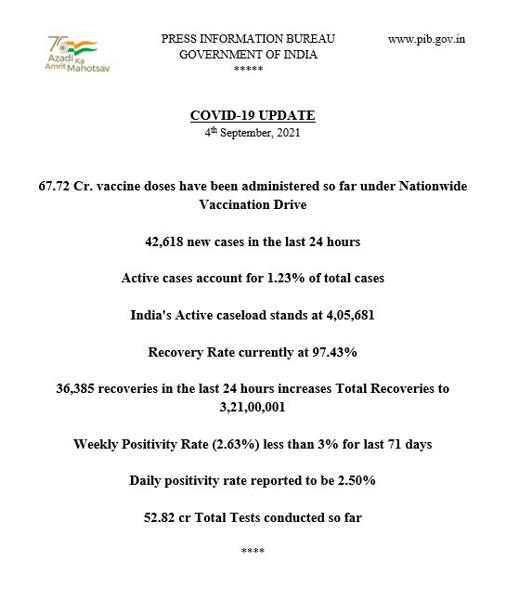 75
Azadi Ka
Amrit Mahotsav
PRESS INFORMATION BUREAU
GOVERNMENT OF INDIA
*****
www.pib.gov.in
COVID-19 UPDATE
4th September, 2021
67.72 Cr. vaccine doses have been administered so far under Nationwide
Vaccination Drive
42,618 new cases in the last 24 hours
Active cases account for 1.23% of total cases
India's Active caseload stands at 4,05,681
Recovery Rate currently at 97.43%
36,385 recoveries in the last 24 hours increases Total Recoveries to
3,21,00,001
Weekly Positivity Rate (2.63%) less than 3% for last 71 days
Daily positivity rate reported to be 2.50%
52.82 cr Total Tests conducted so far
****